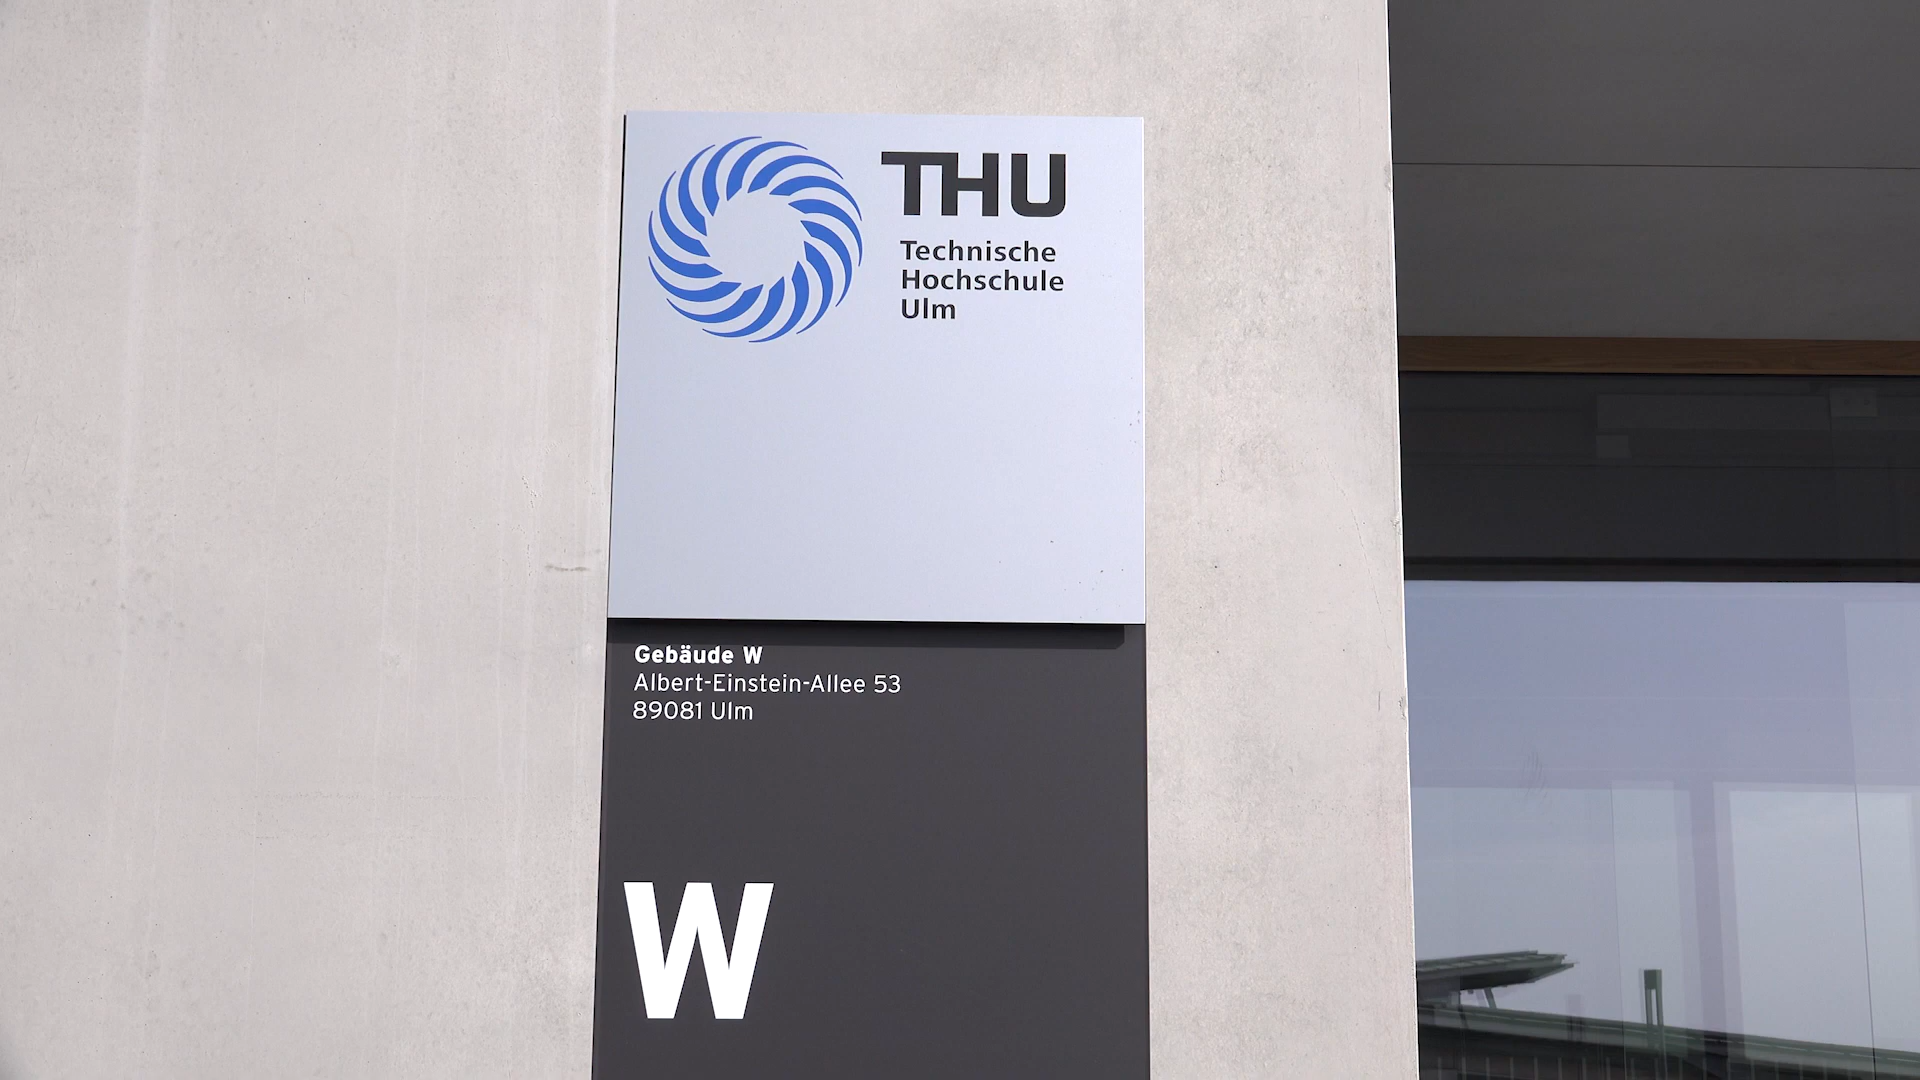 THU
Technische
Hochschule
Ulm
Gebäude W
Albert-Einstein-Allee 53
89081 Ulm
W